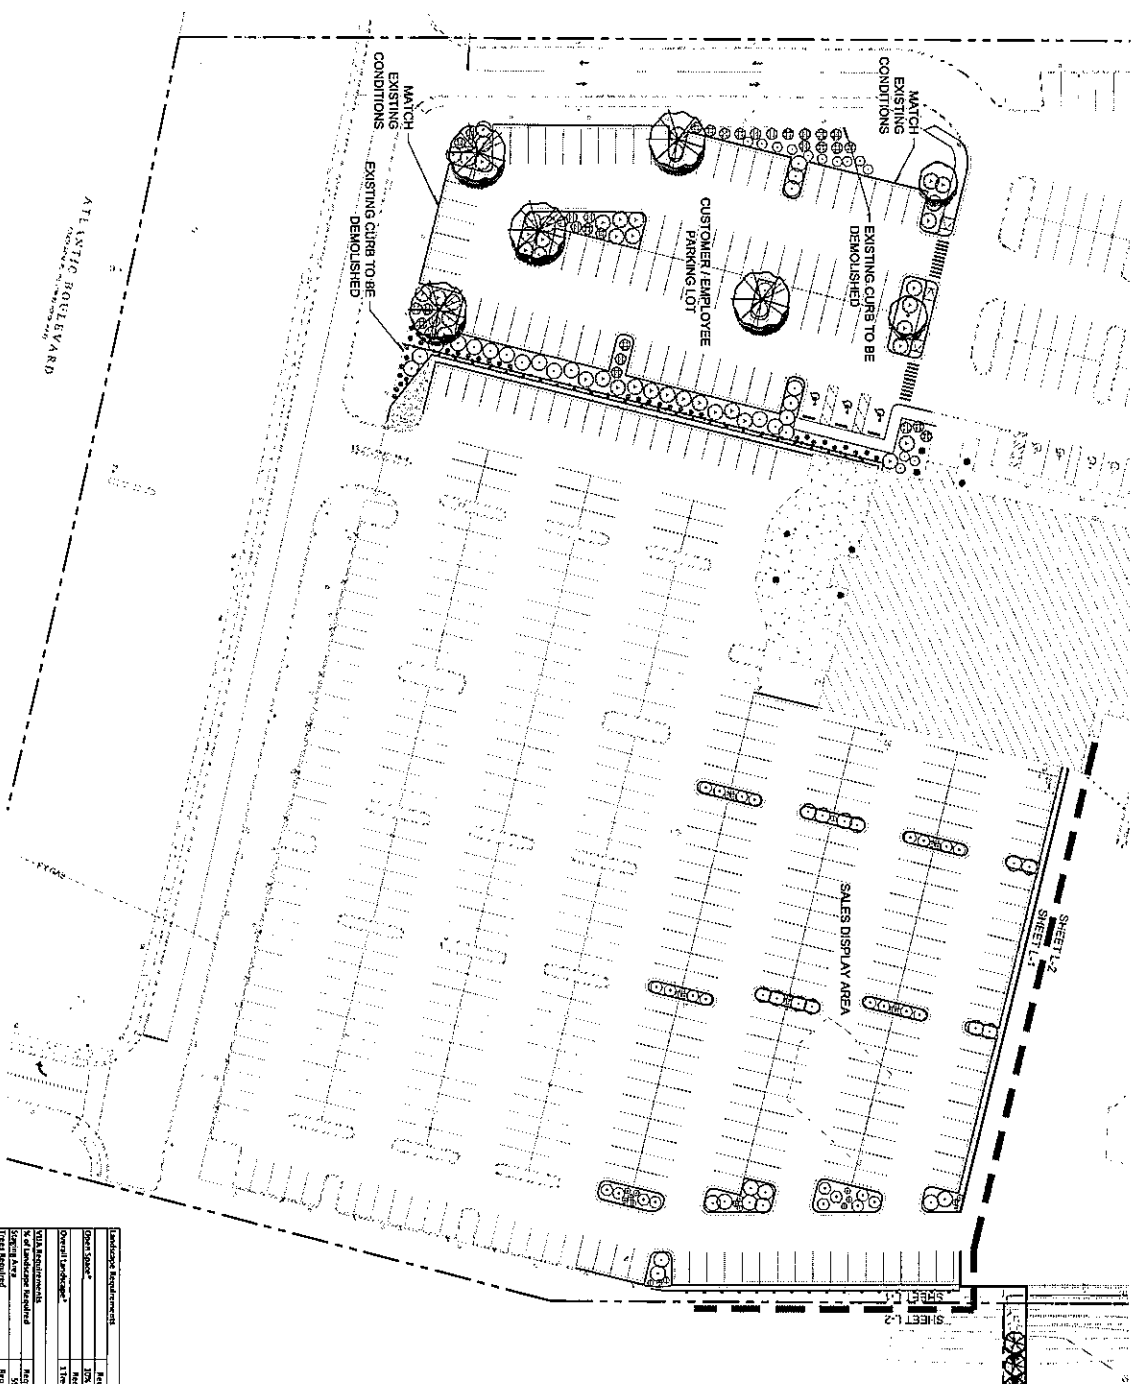 MATCH
EXISTING
CONDITIONS
MATCH
EXISTING
CONDITIONS
EXISTING CURB TO BE
DEMOLISHED
EXISTING CURB TO BE
DEMOLISHED
CUSTOMER / EMPLOYEE
PARKING LOT
ATLANTIC BOULEVARD
SALES DISPLAY AREA
SHEET L-2
SHEET L-1
SHEET L-1
SHEET L-2
Landscape Requirements
Open Space*
Overall Landscape*
VUA Requirements
% of Landscape Required
Staging Area
Trees Required